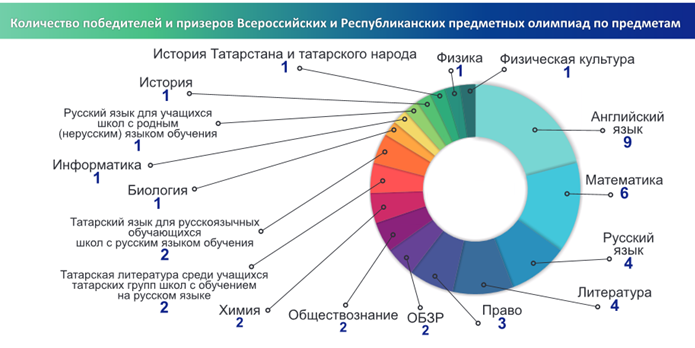 Количество победителей и призеров Всероссийских и Республиканских предметных олимпиад по предметам
История Татарстана и татарского народа
1
Физика
1
Физическая культура
1
История
1
Русский язык для учащихся
школ с родным
(нерусским) языком обучения
1
Информатика
1
Биология
1
Татарский язык для русскоязычных
обучающихся
школ с русским языком обучения
2
Татарская литература среди учащихся
татарских групп школ с обучением
на русском языке
2
Химия
2
Обществознание
2
ОБЗР
2
Право
3
Литература
4
Русский
язык
4
Математика
6
Английский
язык
9